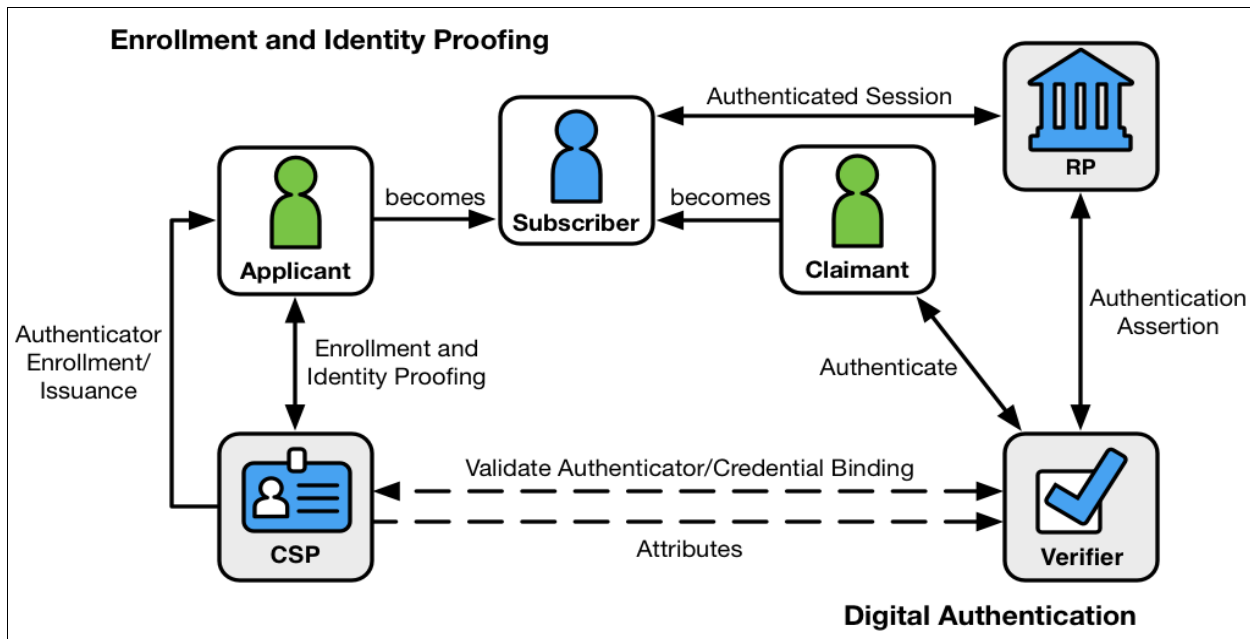 Enrollment and Identity Proofing
Authenticated Session
RP
becomes
Subscriber
becomes
Applicant
Claimant
Authenticator
Enrollment/
Issuance
Enrollment and
Identity Proofing
Authenticate
Authentication
Assertion
Validate Authenticator/Credential Binding
CSP
Attributes
Verifier
Digital Authentication